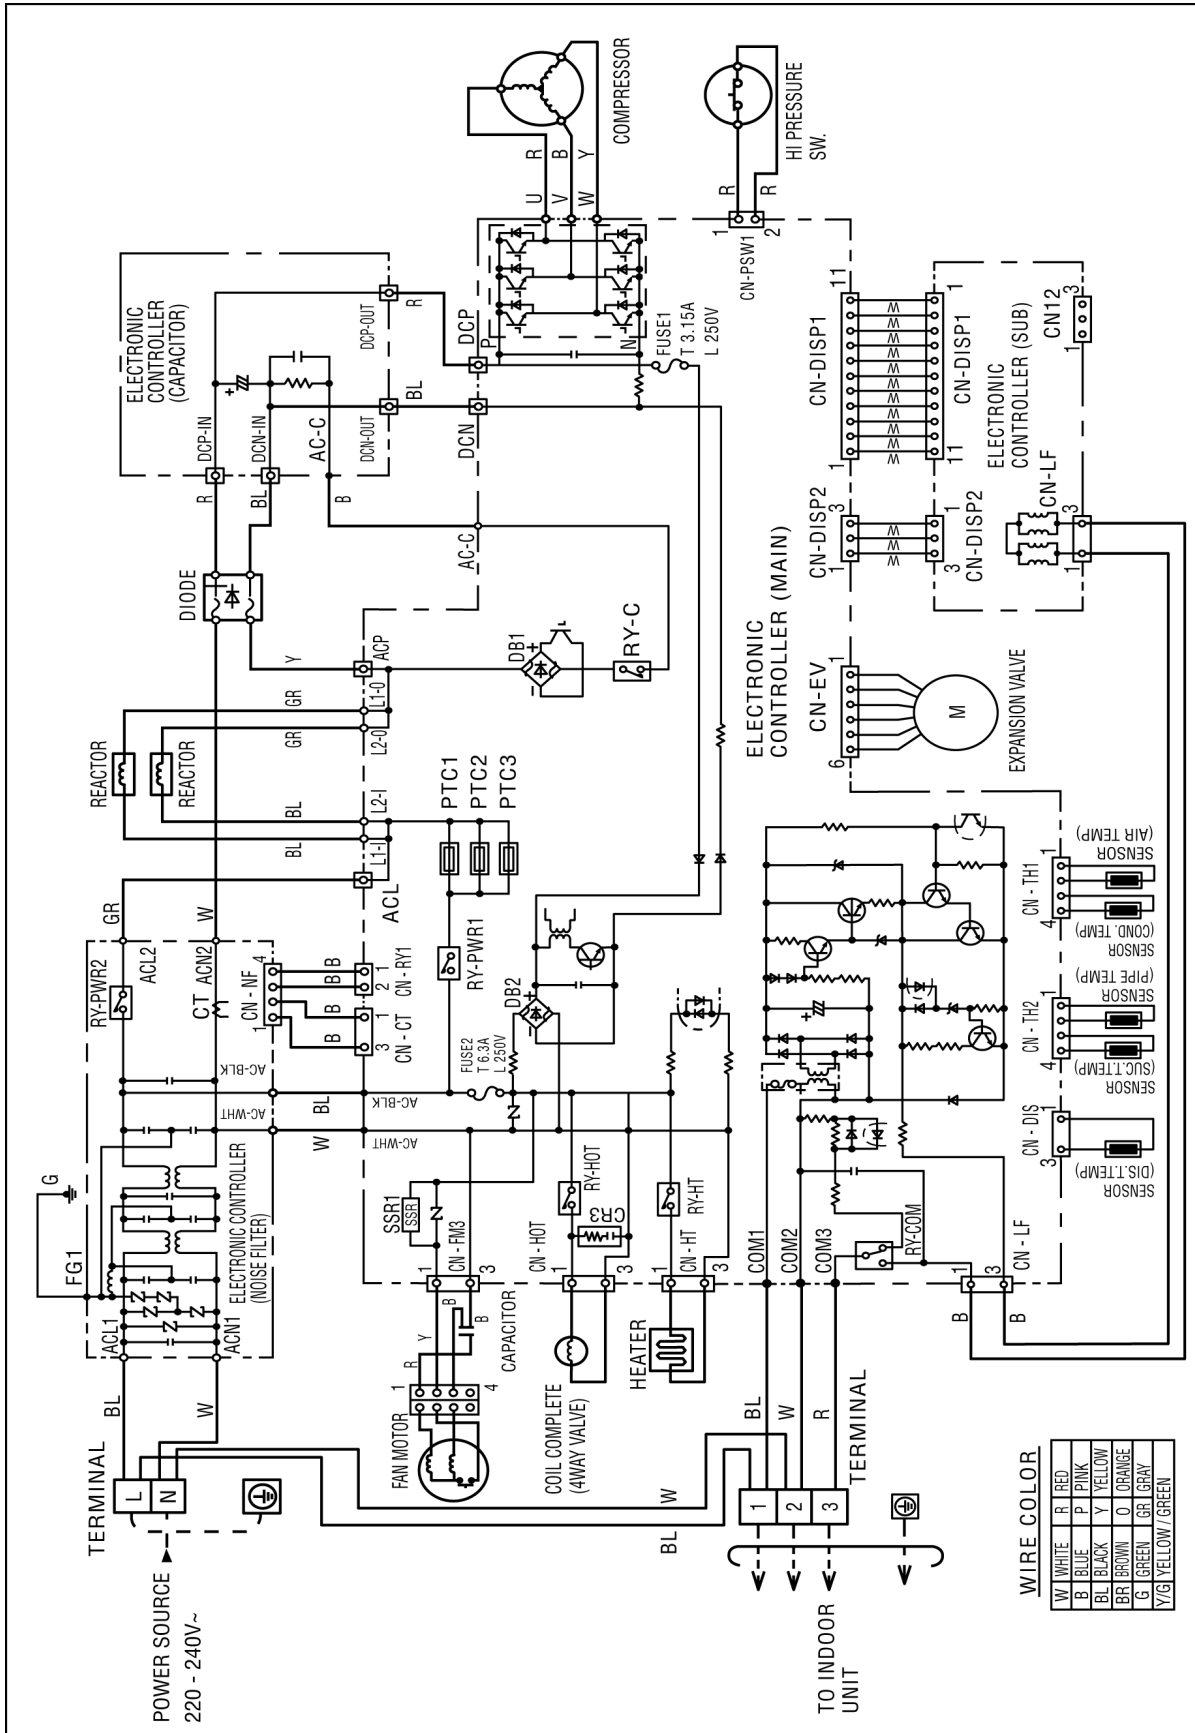 TERMINAL
POWER SOURCE
220 - 240V~
L
N
BL
W
G
FG1
ACL1
ACN1
ELECTRONIC CONTROLLER
(NOISE FILTER)
AC-WHT
AC-BLK
RY-PWR2
ACL2
CT
ACN2
CN - NF
1
4
GR
W
B
B
B
B
3
1
2
1
CN - CT
CN - RY1
BL
W
AC-BLK
AC-WHT
ACL
REACTOR
REACTOR
BL
BL
GR
GR
L1-I
L2-I
L2-O
L1-O
ACP
Y
DIODE
R
BL
B
ELECTRONIC
CONTROLLER
(CAPACITOR)
DCP-IN
DCN-IN
AC-C
DCP-OUT
DCN-OUT
+
R
BL
AC-C
DCN
DCP
P
N
U
V
W
R
B
Y
COMPRESSOR
HI PRESSURE
SW.
R
R
1
2
CN-PSW1
FUSE1
T 3.15A
L 250V
RY-PWR1
PTC1
PTC2
PTC3
DB1
+
-
RY-C
FUSE2
T 6.3A
L 250V
DB2
+
-
SSR1
SSR
CN - FM3
1
3
FAN MOTOR
1
4
R
Y
B
B
CAPACITOR
RY-HOT
CR3
CN - HOT
1
3
COIL COMPLETE
(4WAY VALVE)
RY-HT
CN - HT
1
3
HEATER
ELECTRONIC
CONTROLLER (MAIN)
COM1
COM2
COM3
BL
W
R
RY-COM
CN - LF
1
3
B
B
BL
W
TERMINAL
1
2
3
TO INDOOR
UNIT
CN - DIS
3
1
SENSOR
(DIS.T.TEMP)
CN - TH2
4
1
SENSOR
(SUC.T.TEMP)
SENSOR
(PIPE TEMP)
CN - TH1
4
1
SENSOR
(COND. TEMP)
SENSOR
(AIR TEMP)
CN-EV
6
1
M
EXPANSION VALVE
CN-DISP2
1
3
CN-DISP1
1
11
CN-DISP2
3
1
CN-DISP1
11
1
ELECTRONIC
CONTROLLER (SUB)
CN-LF
1
3
CN12
1
3
WIRE COLOR
W WHITE R RED
B BLUE P PINK
BL BLACK Y YELLOW
BR BROWN O ORANGE
G GREEN GR GRAY
Y/G YELLOW / GREEN